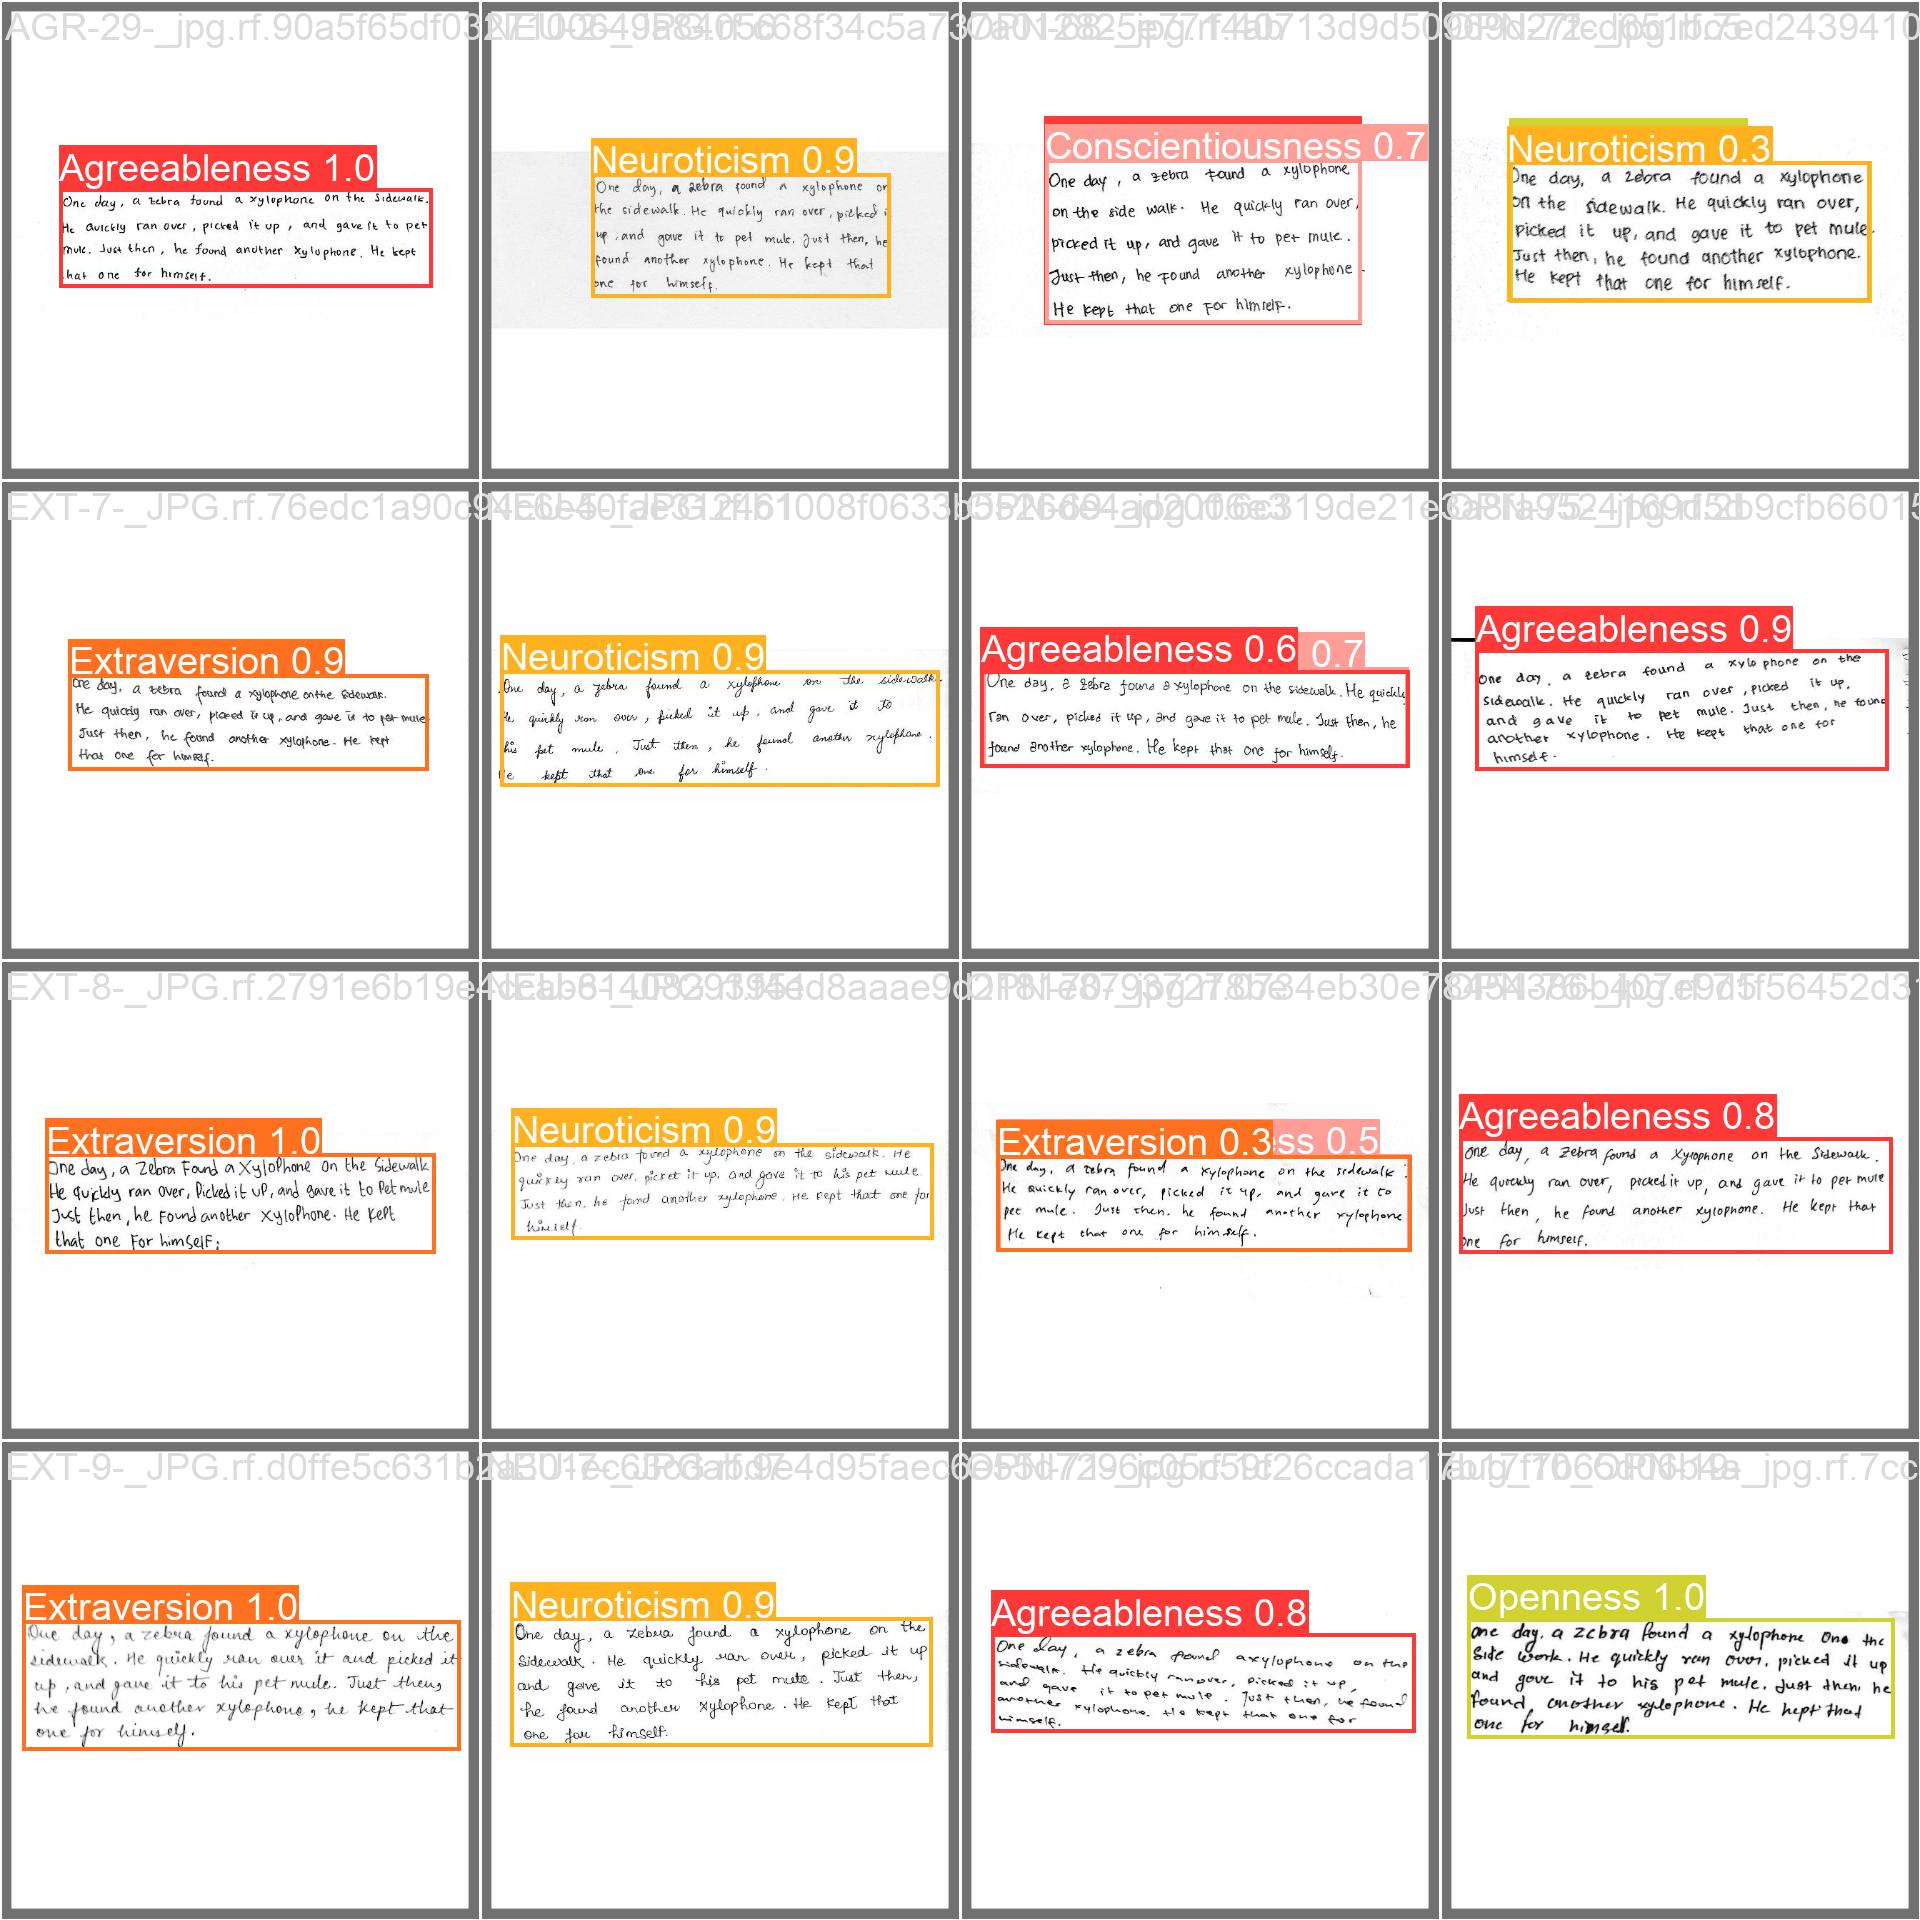 AGR-29-_jpg.rf.90a5f65df03
Agreeableness 1.0
One day, a zebra found a xylophone on the sidewalk.
He quickly ran over, picked it up, and gave it to pet
mule. Just then, he found another xylophone. He kept
that one for himself.
Neuroticism 0.9
One day, a zebra found a xylophone on
the sidewalk. He quickly ran over, picked i
up, and gave it to pet mule. Just then, he
found another xylophone. He kept that
one for himself.
Conscientiousness 0.7
One day, a zebra found a xylophone
on the side walk. He quickly ran over,
picked it up, and gave it to pet mule.
Just then, he found another xylophone.
He kept that one for himself.
Neuroticism 0.3
One day, a zebra found a xylophone
on the sidewalk. He quickly ran over,
picked it up, and gave it to pet mule.
Just then, he found another xylophone.
He kept that one for himself.
EXT-7-_JPG.rf.76edc1a90c
Extraversion 0.9
One day, a zebra found a xylophone on the sidewalk.
He quickly ran over, picked it up, and gave it to pet mule
Just then, he found another xylophone. He kept
that one for himself.
Neuroticism 0.9
One day, a zebra found a xylophone on the sidewalk.
He quickly ran over, picked it up, and gave it to
his pet mule. Just then, he found another xylophone.
He kept that one for himself.
Agreeableness 0.6 0.7
One day, a zebra found a xylophone on the sidewalk. He quickly
ran over, picked it up, and gave it to pet mule. Just then, he
found another xylophone. He kept that one for himself.
Agreeableness 0.9
One day, a zebra found a xylophone on the
sidewalk. He quickly ran over, picked it up,
and gave it to pet mule. Just then, he found
another xylophone. He kept that one for
himself.
EXT-8-_JPG.rf.2791e6b19e
Extraversion 1.0
One day, a Zebra Found a Xylophone On the Sidewalk
He Quickly ran over, Picked it UP, and gave it to Pet mule
Just then, he Found another Xylophone. He Kept
that one For himself;
Neuroticism 0.9
One day, a zebra found a xylophone on the sidewalk. He
quickley ran over, picket it up, and gave it to his pet mule
Just then, he found another xylophone. He kept that one for
himself.
Extraversion 0.3 ss 0.5
One day, a zebra found a xylophone on the sidewalk.
He quickly ran over, picked it up, and gave it to
pet mule. Just then, he found another xylophone
He kept that one for himself.
Agreeableness 0.8
One day, a zebra found a Xyrophone on the Sidewalk.
He quickly ran over, picked it up, and gave it to pet mule
Just then, he found another xylophone. He kept that
one for himself.
EXT-9-_JPG.rf.d0ffe5c631b
Extraversion 1.0
One day, a zebra found a xylophone on the
sidewalk. He quickly ran over it and picked it
up, and gave it to his pet mule. Just then,
he found another xylophone, he kept that
one for himself.
Neuroticism 0.9
One day, a zebra found a xylophone on the
Sidewalk. He quickly ran over, picked it up
and gave it to his pet mule. Just then,
he found another xylophone. He kept that
one for himself.
Agreeableness 0.8
One day, a zebra found a xylophone on the
sidewalk. He quickly ran over, picked it up,
and gave it to pet mule. Just then, he found
another xylophone. He kept that one for
himself.
Openness 1.0
One day, a zebra found a xylophone One the
Side work. He quickly ran over, picked it up
and gove it to his pet mule. Just then he
found another xylophone. He kept that
one for himself.